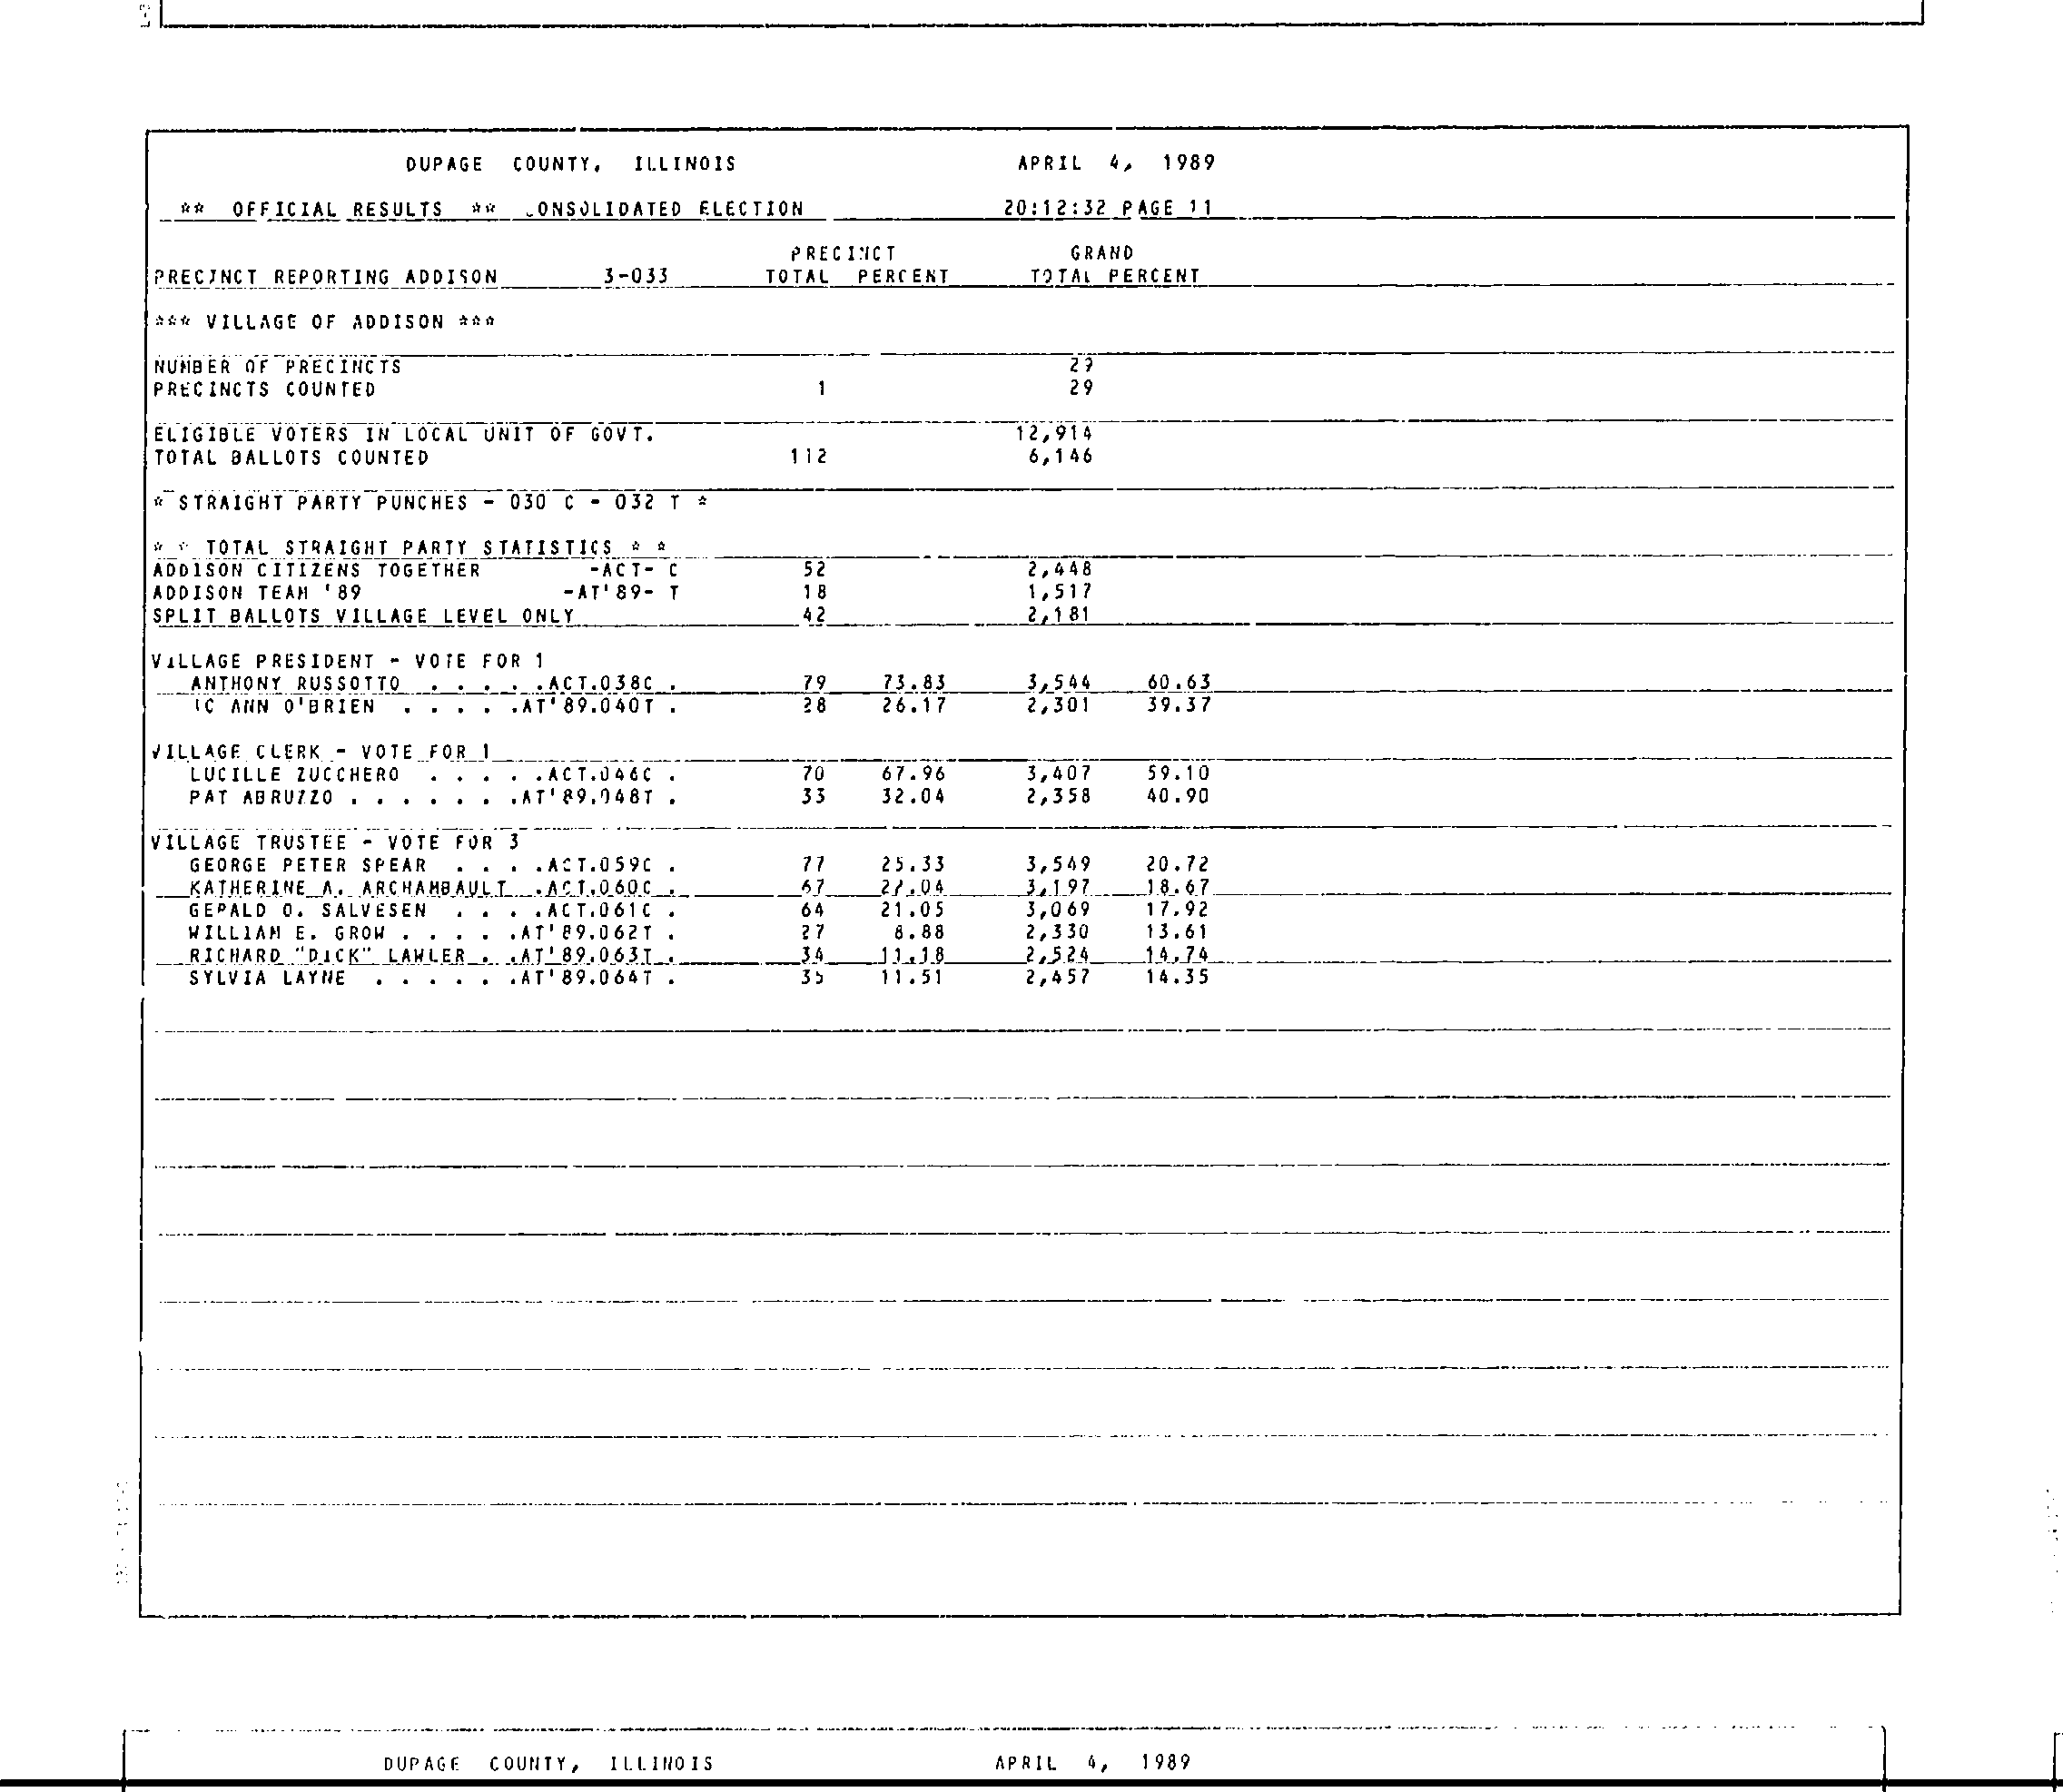 DUPAGE COUNTY, ILLINOIS APRIL 4, 1989
** OFFICIAL RESULTS ** CONSOLIDATED ELECTION 20:12:32 PAGE 11
PRECINCT GRAND
PRECINCT REPORTING ADDISON 3-033 TOTAL PERCENT TOTAL PERCENT
*** VILLAGE OF ADDISON ***
NUMBER OF PRECINCTS 29
PRECINCTS COUNTED 1 29
ELIGIBLE VOTERS IN LOCAL UNIT OF GOVT. 12,914
TOTAL BALLOTS COUNTED 112 6,146
* STRAIGHT PARTY PUNCHES - 030 C - 032 T *
* * TOTAL STRAIGHT PARTY STATISTICS * *
ADDISON CITIZENS TOGETHER -ACT- C 52 2,448
ADDISON TEAM '89 -AT'89- T 18 1,517
SPLIT BALLOTS VILLAGE LEVEL ONLY 42 2,181
VILLAGE PRESIDENT - VOTE FOR 1
ANTHONY RUSSOTTO . . . . .ACT.038C . 79 73.83 3,544 60.63
ANN O'BRIEN . . . . .AT'89.040T . 28 26.17 2,301 39.37
VILLAGE CLERK - VOTE FOR 1
LUCILLE ZUCCHERO . . . . .ACT.046C . 70 67.96 3,407 59.10
PAT ABRUZZO . . . . . . .AT'89.048T . 33 32.04 2,358 40.90
VILLAGE TRUSTEE - VOTE FOR 3
GEORGE PETER SPEAR . . . .ACT.059C . 77 25.33 3,549 20.72
KATHERINE A. ARCHAMBAULT .ACT.060C . 67 22.04 3,197 18.67
GERALD O. SALVESEN . . . .ACT.061C . 64 21.05 3,069 17.92
WILLIAM E. GROW . . . . .AT'89.062T . 27 8.88 2,330 13.61
RICHARD "DICK" LAWLER . .AT'89.063T . 34 11.18 2,524 14.74
SYLVIA LAYNE . . . . . .AT'89.064T . 35 11.51 2,457 14.35
DUPAGE COUNTY, ILLINOIS APRIL 4, 1989